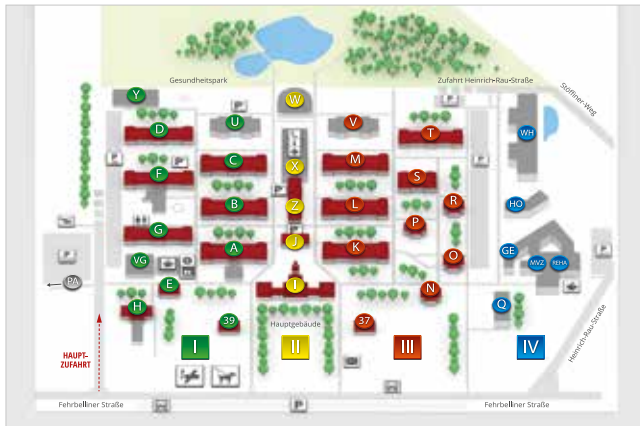 Gesundheitspark
Zufahrt Heinrich-Rau-Straße
Stöffiner-Weg
Y
W
P
P
D
U
V
T
WH
P
F
P
C
X
M
P
S
P
B
Z
L
R
HO
G
P
J
P
P
VG
A
K
O
GE
MVZ
REHA
P
PA
E
I
N
H
39
Hauptgebäude
37
Q
I
II
III
IV
HAUPT-
ZUFAHRT
Heinrich-Rau-Straße
Fehrbelliner Straße
P
Fehrbelliner Straße